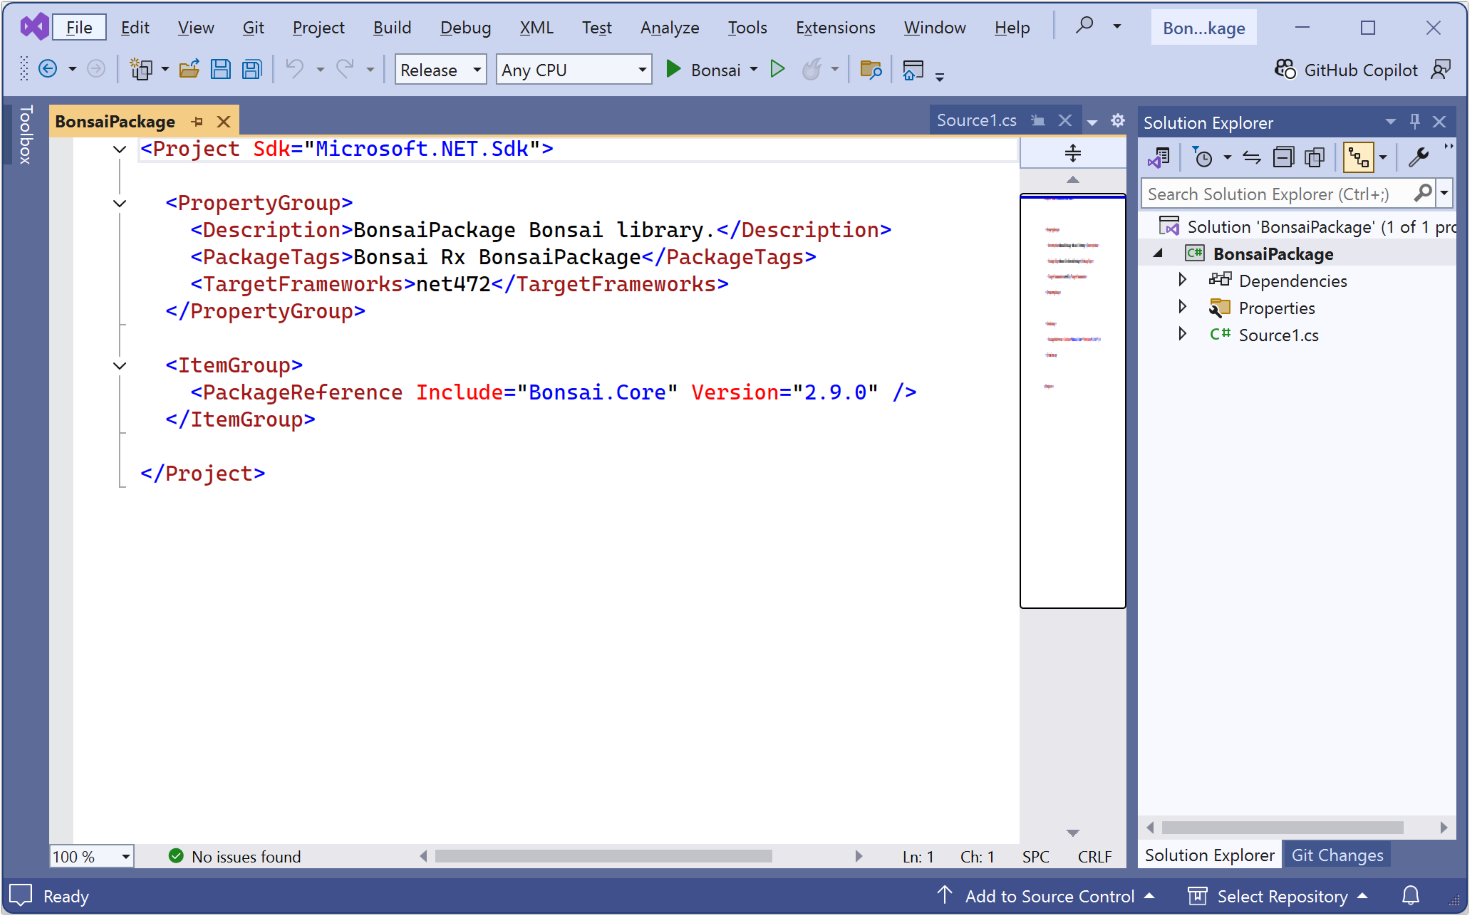 File Edit View Git Project Build Debug XML Test Analyze Tools Extensions Window Help Bon...kage
Release Any CPU Bonsai GitHub Copilot
Toolbox
BonsaiPackage Source1.cs
<Project Sdk="Microsoft.NET.Sdk">
<PropertyGroup>
<Description>BonsaiPackage Bonsai library.</Description>
<PackageTags>Bonsai Rx BonsaiPackage</PackageTags>
<TargetFrameworks>net472</TargetFrameworks>
</PropertyGroup>
<ItemGroup>
<PackageReference Include="Bonsai.Core" Version="2.9.0" />
</ItemGroup>
</Project>
Solution Explorer
Search Solution Explorer (Ctrl+;)
Solution 'BonsaiPackage' (1 of 1 pro
C# BonsaiPackage
Dependencies
Properties
C# Source1.cs
100 % No issues found Ln: 1 Ch: 1 SPC CRLF
Solution Explorer Git Changes
Ready Add to Source Control Select Repository